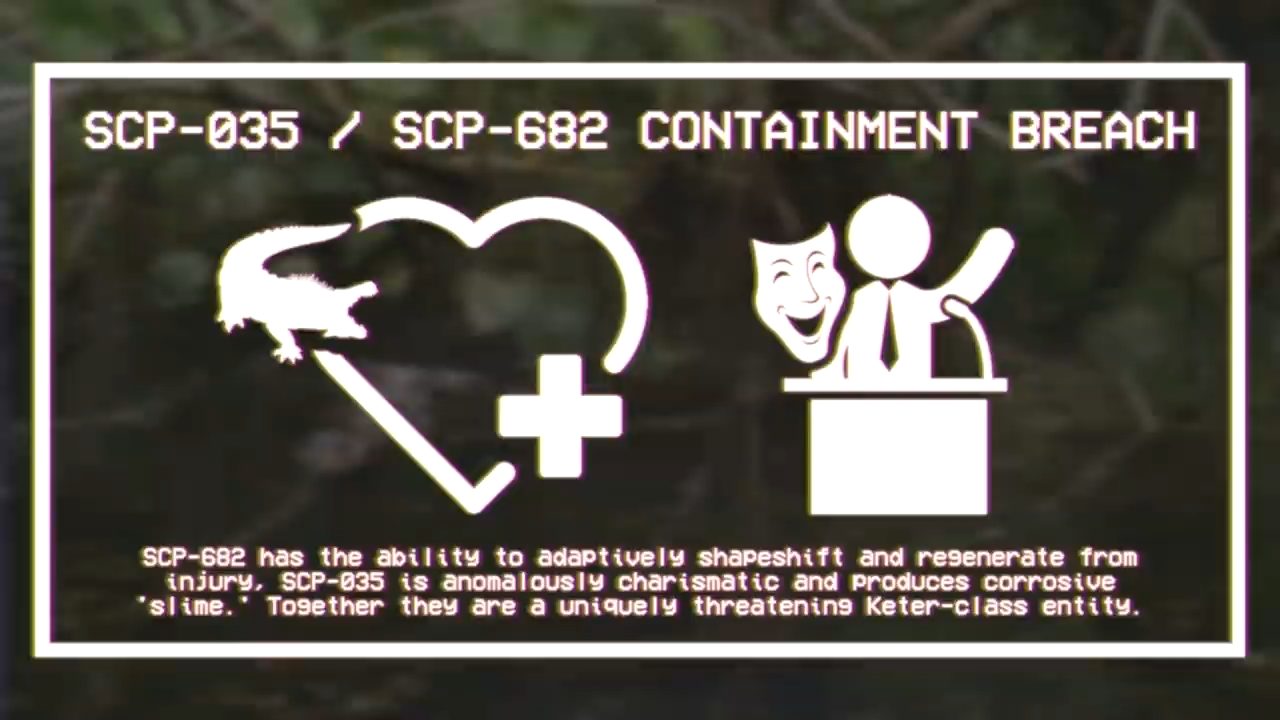 SCP-035 / SCP-682 CONTAINMENT BREACH
SCP-682 has the ability to adaptively shapeshift and regenerate from
injury, SCP-035 is anomalously charismatic and produces corrosive
'slime.' Together they are a uniquely threatening Keter-class entity.